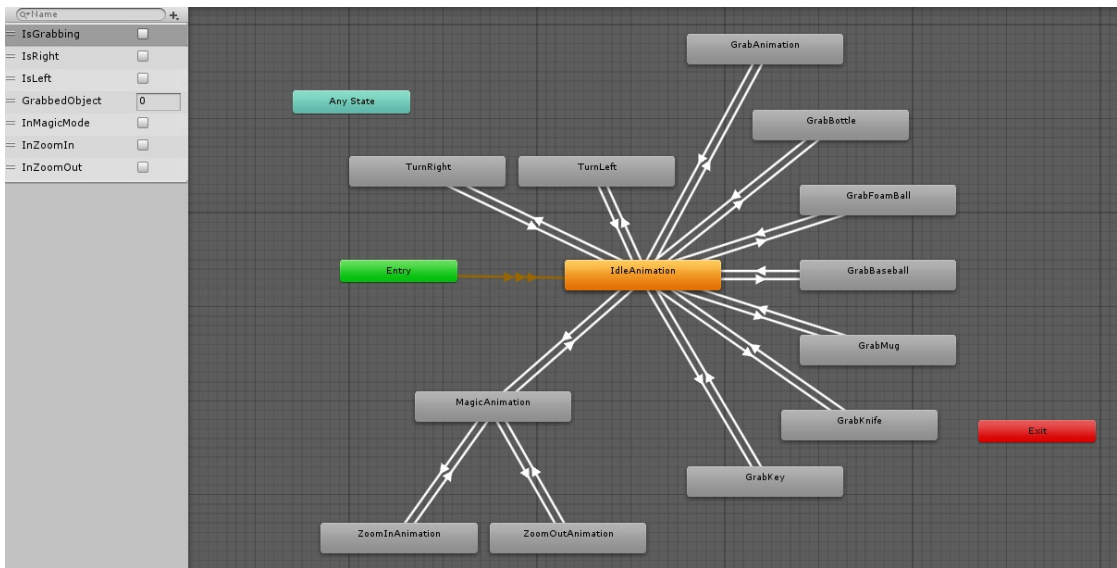 Name
IsGrabbing
IsRight
IsLeft
GrabbedObject 0
InMagicMode
InZoomIn
InZoomOut
GrabAnimation
Any State
GrabBottle
TurnRight
TurnLeft
GrabFoamBall
Entry
IdleAnimation
GrabBaseball
GrabMug
MagicAnimation
GrabKnife
Exit
GrabKey
ZoomInAnimation
ZoomOutAnimation